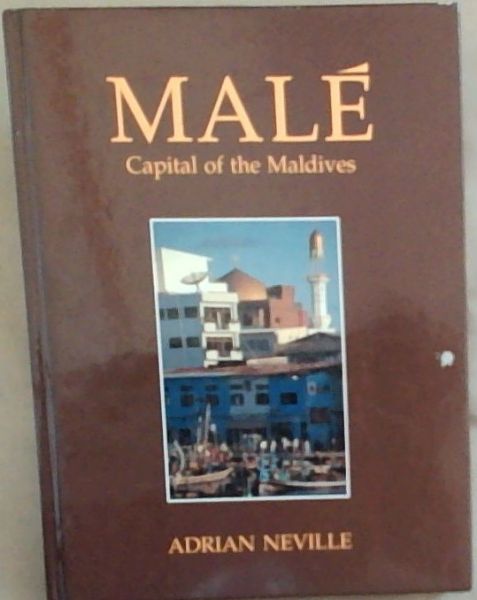 MALÉ
Capital of the Maldives
ADRIAN NEVILLE